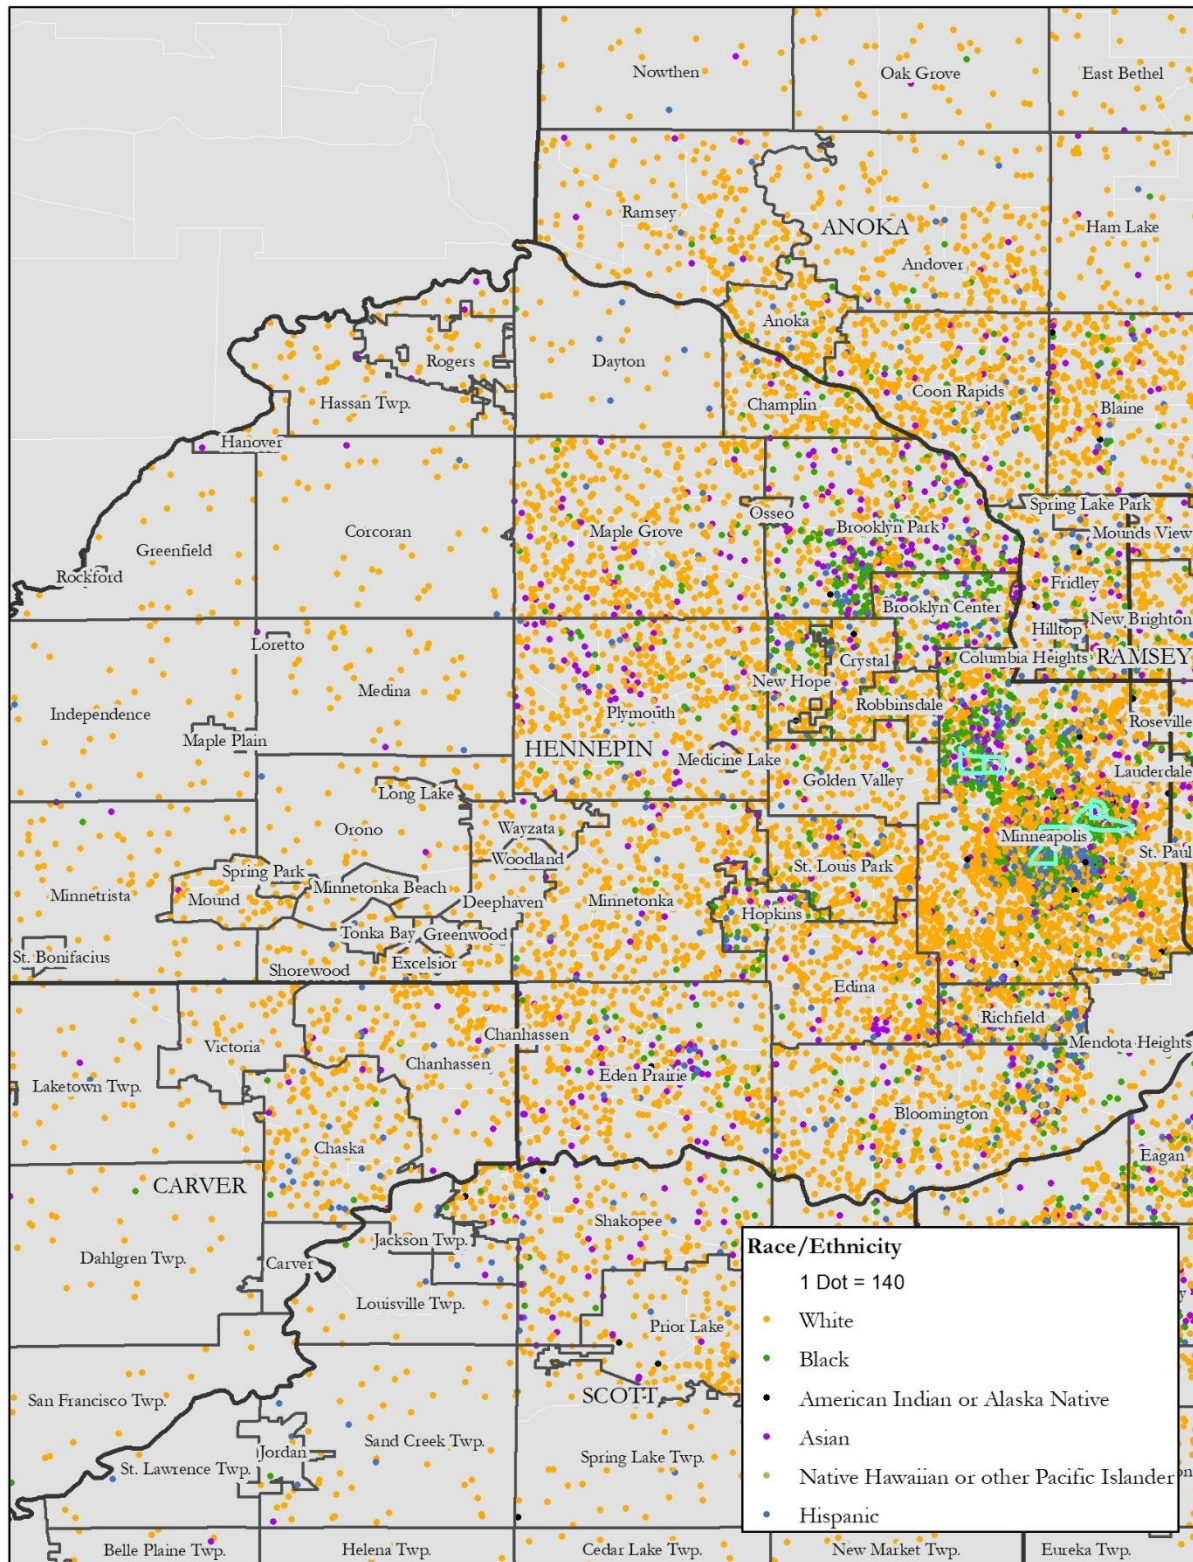 Nowthen
Oak Grove
East Bethel
Ramsey
ANOKA
Ham Lake
Andover
Anoka
Rogers
Dayton
Hassan Twp.
Champlin
Coon Rapids
Blaine
Hanover
Osseo
Spring Lake Park
Corcoran
Maple Grove
Brooklyn Park
Mounds View
Greenfield
Rockford
Fridley
Brooklyn Center
New Brighton
Hilltop
Loretto
Crystal
Columbia Heights
RAMSEY
Medina
New Hope
Independence
Plymouth
Robbinsdale
Roseville
Maple Plain
HENNEPIN
Medicine Lake
Lauderdale
Golden Valley
Long Lake
Orono
Wayzata
Minneapolis
St. Paul
Woodland
St. Louis Park
Spring Park
Minnetonka Beach
Minnetrista
Mound
Deephaven
Minnetonka
Hopkins
Tonka Bay
Greenwood
St. Bonifacius
Excelsior
Shorewood
Edina
Richfield
Chanhassen
Mendota Heights
Victoria
Chanhassen
Laketown Twp.
Eden Prairie
Bloomington
Chaska
Eagan
CARVER
Shakopee
Jackson Twp.
Dahlgren Twp.
Carver
Louisville Twp.
Prior Lake
SCOTT
San Francisco Twp.
Sand Creek Twp.
Jordan
St. Lawrence Twp.
Spring Lake Twp.
Belle Plaine Twp.
Helena Twp.
Cedar Lake Twp.
New Market Twp.
Eureka Twp.
Race/Ethnicity
1 Dot = 140
White
Black
American Indian or Alaska Native
Asian
Native Hawaiian or other Pacific Islander
Hispanic